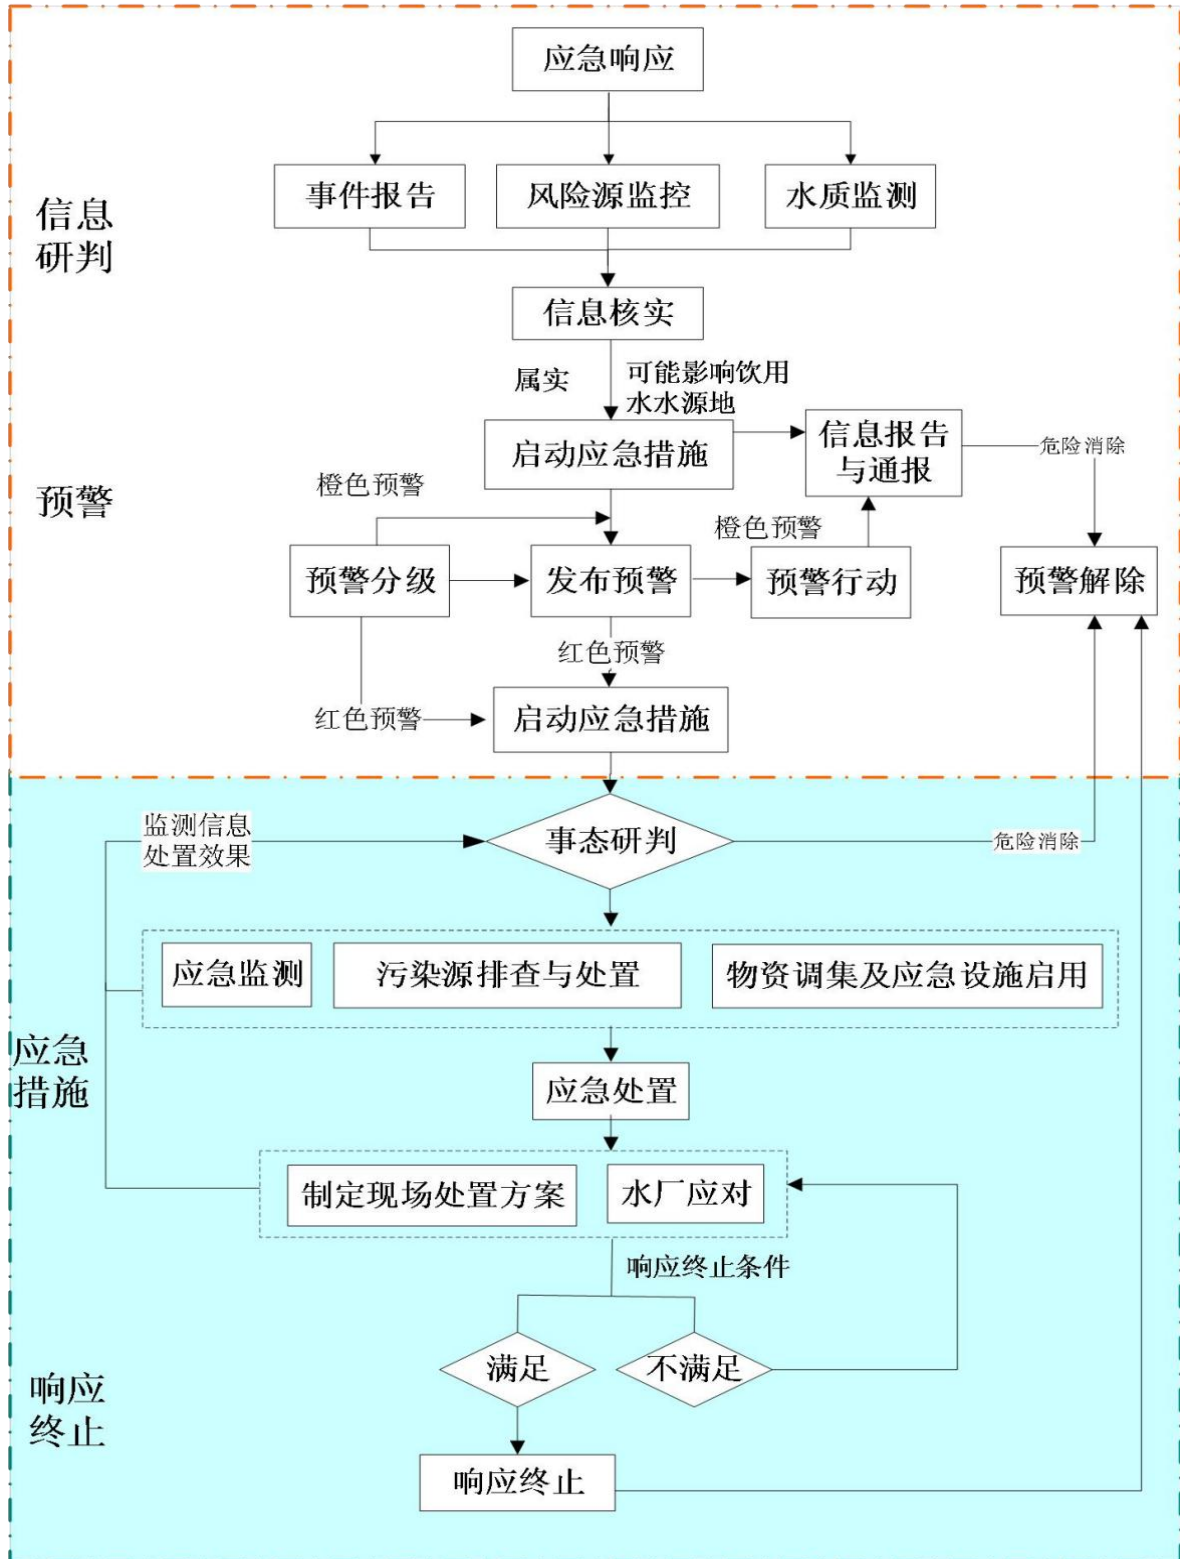 应急响应
事件报告
风险源监控
水质监测
信息
研判
信息核实
属实
可能影响饮用
水水源地
启动应急措施
信息报告
与通报
危险消除
预警
橙色预警
橙色预警
预警分级
发布预警
预警行动
预警解除
红色预警
红色预警
启动应急措施
监测信息
处置效果
事态研判
危险消除
应急监测
污染源排查与处置
物资调集及应急设施启用
应急
措施
应急处置
制定现场处置方案
水厂应对
响应终止条件
满足
不满足
响应
终止
响应终止